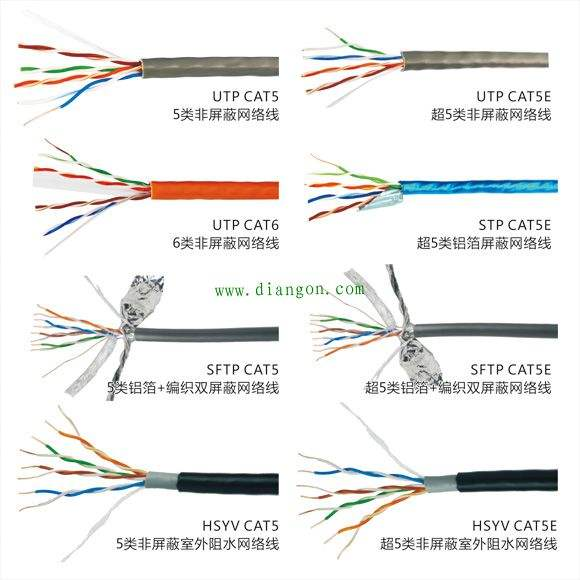 UTP CAT5
5类非屏蔽网络线
UTP CAT5E
超5类非屏蔽网络线
UTP CAT6
6类非屏蔽网络线
STP CAT5E
超5类铝箔屏蔽网络线
www.diangon.com
SFTP CAT5
5类铝箔+编织双屏蔽网络线
SFTP CAT5E
超5类铝箔+编织双屏蔽网络线
HSYV CAT5
5类非屏蔽室外阻水网络线
HSYV CAT5E
超5类非屏蔽室外阻水网络线